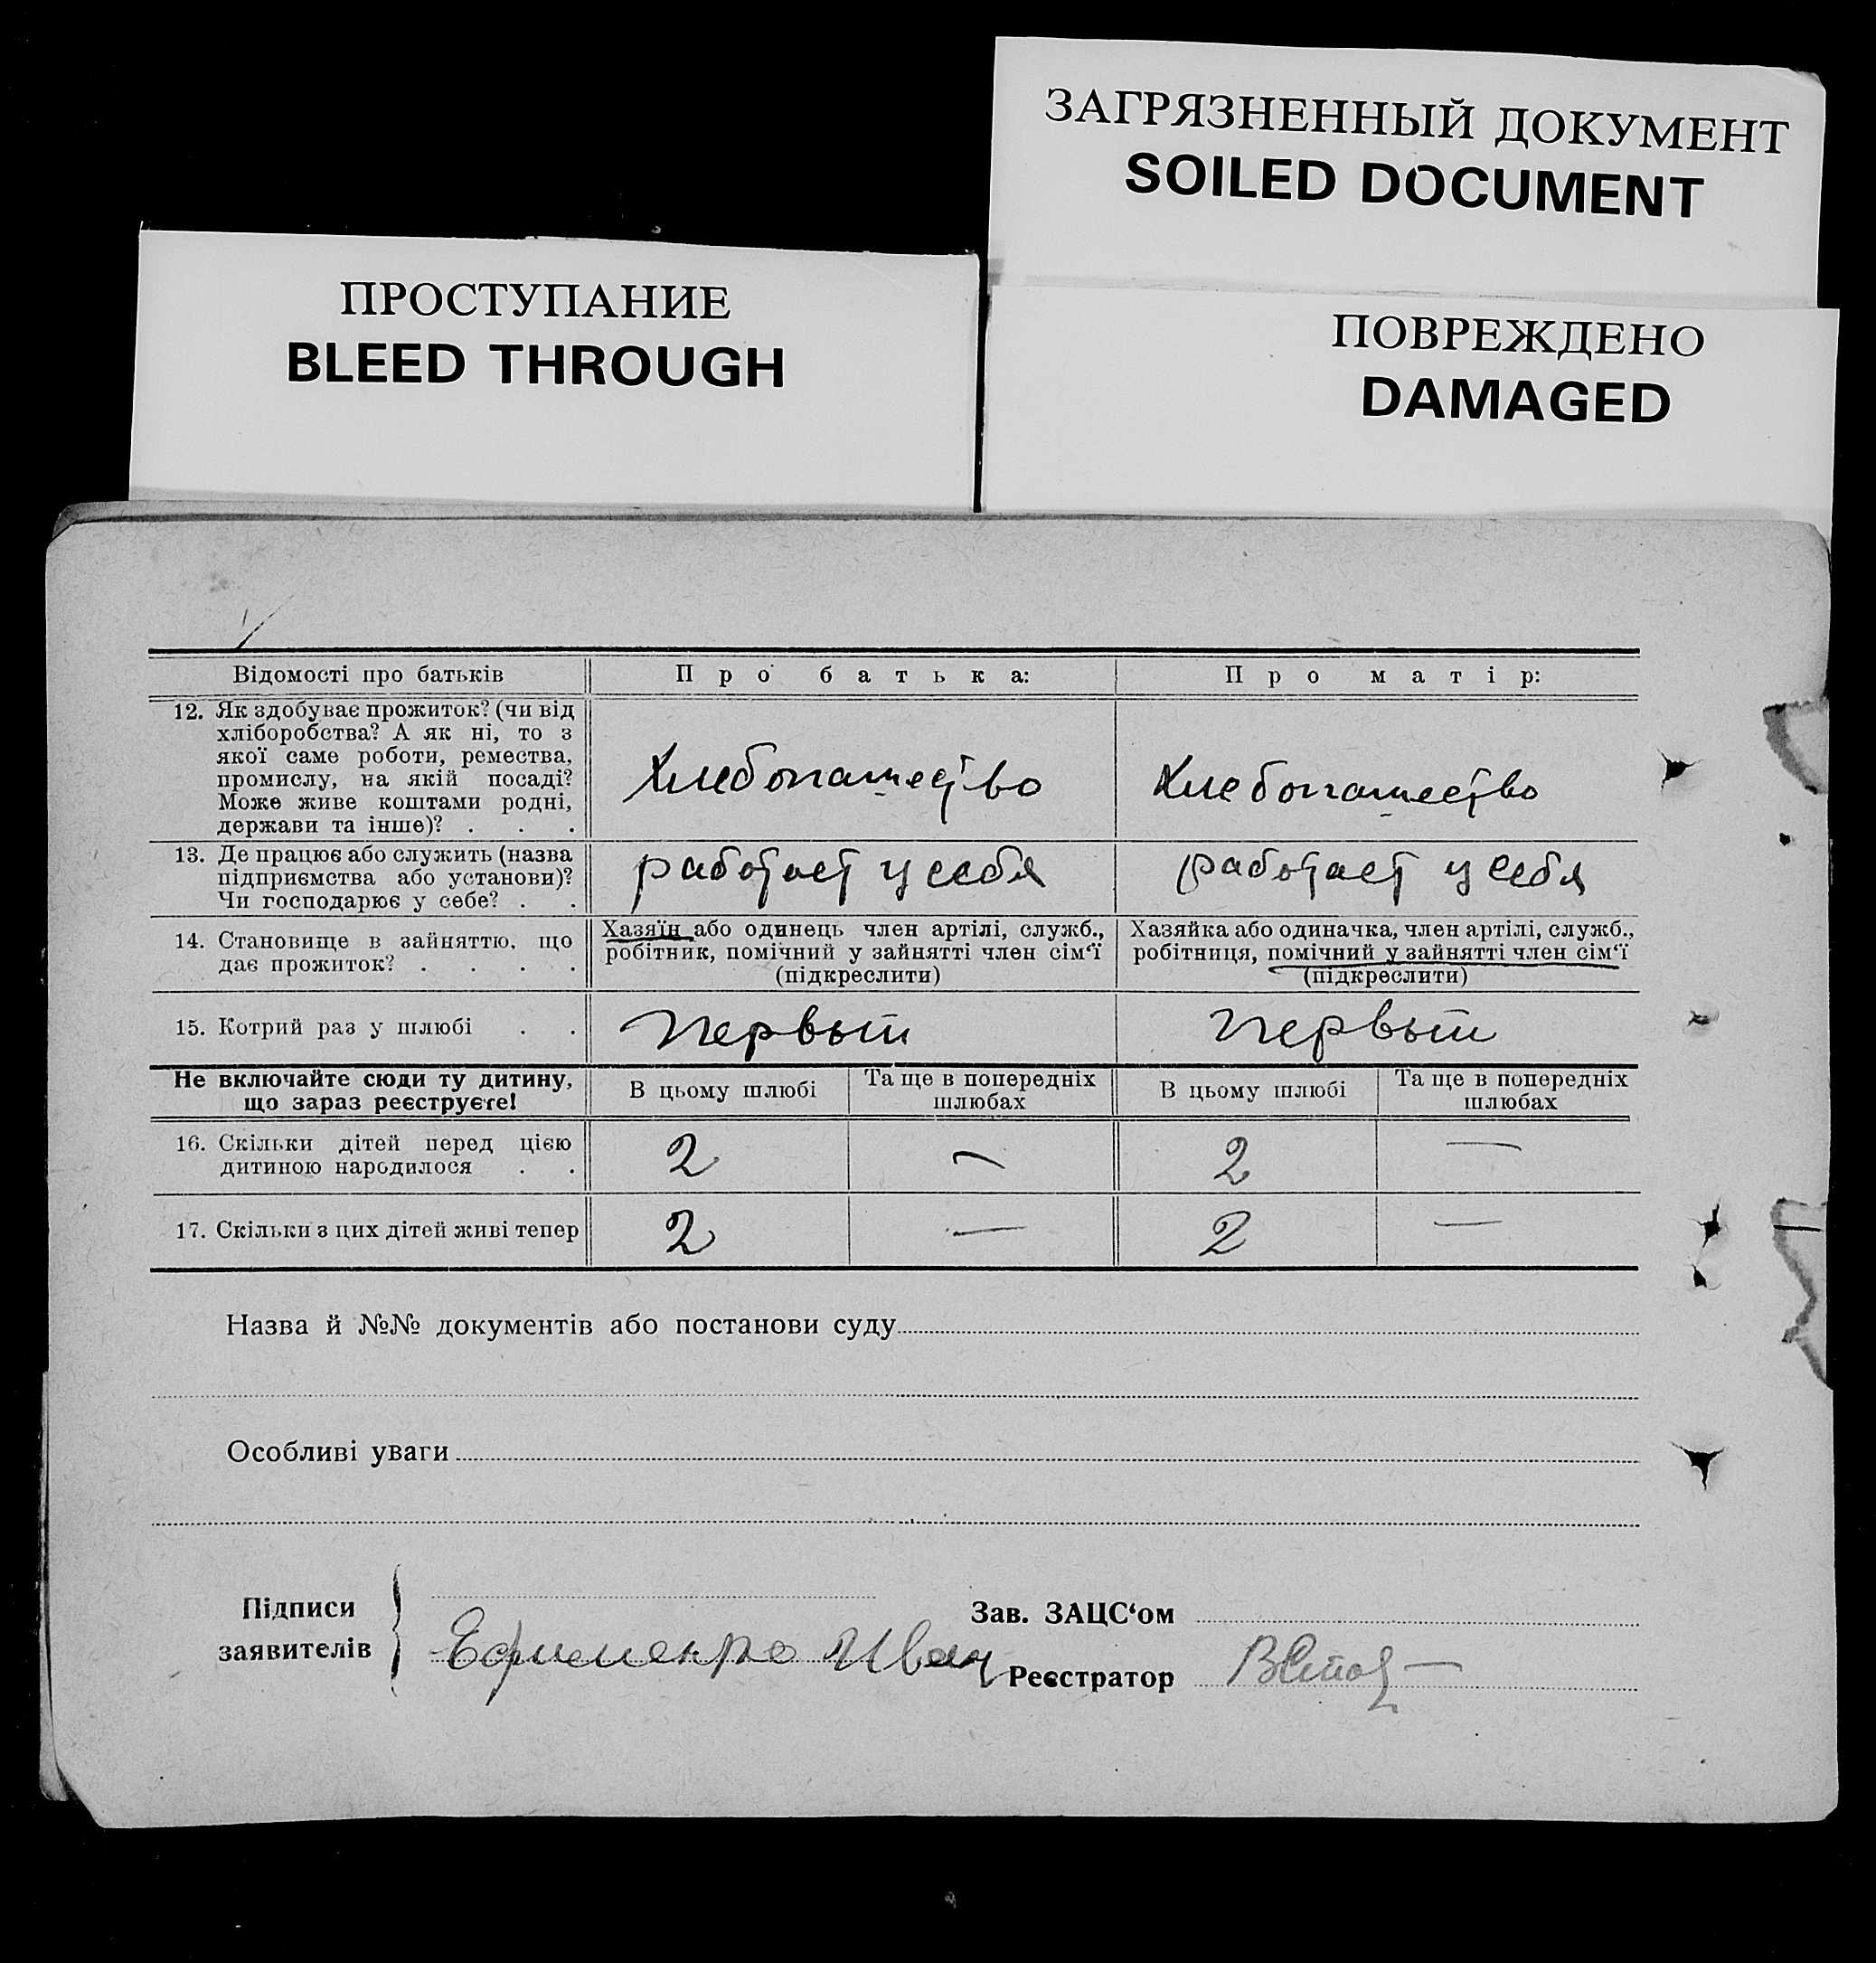 ЗАГРЯЗНЕННЫЙ ДОКУМЕНТ
SOILED DOCUMENT
ПРОСТУПАНИЕ
BLEED THROUGH
ПОВРЕЖДЕНО
DAMAGED
Відомості про батьків
Про батька:
Про матір:
12. Як здобуває прожиток? (чи від
хліборобства? А як ні, то з
якої саме роботи, ремества,
промислу, на якій посаді?
Може живе коштами родні,
держави та інше)? . . .
Хлебопашество
Хлебопашество
13. Де працює або служить (назва
підприємства або установи)?
Чи господарює у себе? . .
работает у себя
работает у себя
14. Становище в зайняттю, що
дає прожиток? . . . .
Хазяїн або одинець член артілі, служб.,
робітник, помічний у зайнятті член сім‘ї
(підкреслити)
Хазяйка або одиначка, член артілі, служб.,
робітниця, помічний у зайнятті член сім‘ї
(підкреслити)
15. Котрий раз у шлюбі . .
Первый
Первый
Не включайте сюди ту дитину,
що зараз реєструєте!
В цьому шлюбі
Та ще в попередніх
шлюбах
В цьому шлюбі
Та ще в попередніх
шлюбах
16. Скільки дітей перед цією
дитиною народилося . .
2
—
2
—
17. Скільки з цих дітей живі тепер
2
—
2
—
Назва й №№ документів або постанови суду
Особливі уваги
Підписи
заявителів
Ефименко Иван
Зав. ЗАЦС‘ом
Реєстратор